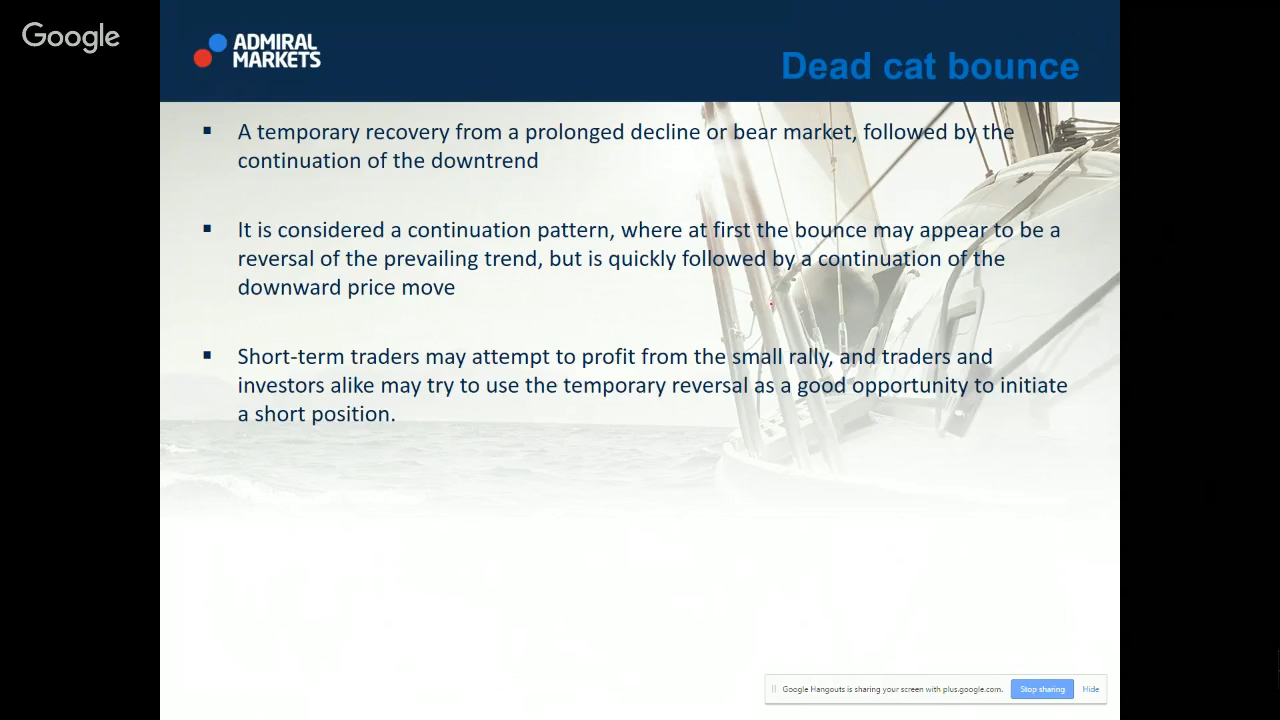 Google
ADMIRAL
MARKETS
Dead cat bounce
▪ A temporary recovery from a prolonged decline or bear market, followed by the
continuation of the downtrend
▪ It is considered a continuation pattern, where at first the bounce may appear to be a
reversal of the prevailing trend, but is quickly followed by a continuation of the
downward price move
▪ Short-term traders may attempt to profit from the small rally, and traders and
investors alike may try to use the temporary reversal as a good opportunity to initiate
a short position.
Google Hangouts is sharing your screen with plus.google.com. Stop sharing Hide